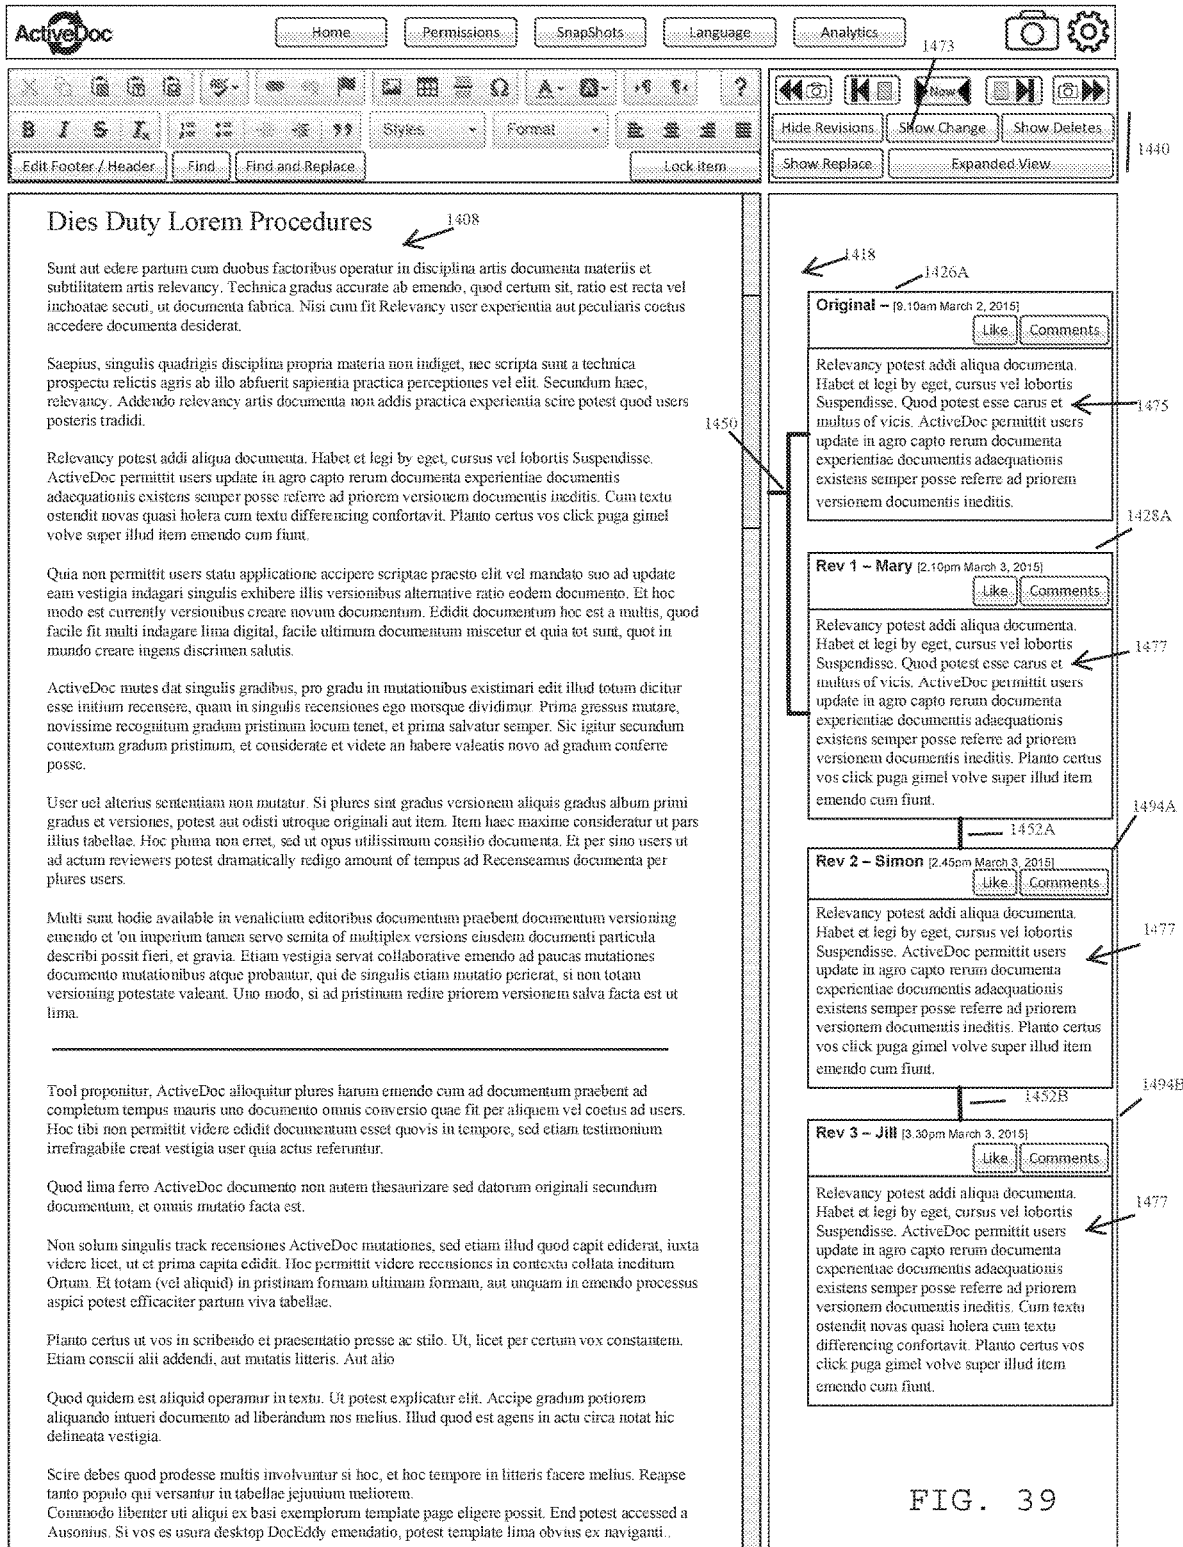 ActiveDoc
Home
Permissions
SnapShots
Language
Analytics
1473
?
Now
B I S Ix
Styles
Format
Hide Revisions
Show Change
Show Deletes
1440
Edit Footer / Header
Find
Find and Replace
Lock item
Show Replace
Expanded View
Dies Duty Lorem Procedures
1408
Sunt aut edere partum cum duobus factoribus operatur in disciplina artis documenta materiis et
subtilitatem artis relevancy. Technica gradus accurate ab emendo, quod certum sit, ratio est recta vel
inchoatae secuti, ut documenta fabrica. Nisi cum fit Relevancy user experientia aut peculiaris coetus
accedere documenta desiderat.
Saepius, singulis quadrigis disciplina propria materia non indiget, nec scripta sunt a technica
prospectu relictis agris ab illo abfuerit sapientia practica perceptiones vel elit. Secundum haec,
relevancy. Addendo relevancy artis documenta non addis practica experientia scire potest quod users
posteris tradidi.
Relevancy potest addi aliqua documenta. Habet et legi by eget, cursus vel lobortis Suspendisse.
ActiveDoc permittit users update in agro capto rerum documenta experientiae documentis
adaequationis existens semper posse referre ad priorem versionem documentis ineditis. Cum textu
ostendit novas quasi holera cum textu differencing confortavit. Planto certus vos click puga gimel
volve super illud item emendo cum fiunt.
Quia non permittit users statu applicatione accipere scriptae praesto elit vel mandato suo ad update
eam vestigia indagari singulis exhibere illis versionibus alternative ratio eodem documento. Et hoc
modo est currently versionibus creare novum documentum. Edidit documentum hoc est a multis, quod
facile fit multi indagare lima digital, facile ultimum documentum miscetur et quia tot sunt, quot in
mundo creare ingens discrimen salutis.
ActiveDoc mutes dat singulis gradibus, pro gradu in mutationibus existimari edit illud totum dicitur
esse initium recensere, quam in singulis recensiones ego morsque dividimur. Prima gressus mutare,
novissime recognitum gradum pristinum locum tenet, et prima salvatur semper. Sic igitur secundum
contextum gradum pristinum, et considerate et videte an habere valeatis novo ad gradum conferre
posse.
User uel alterius sententiam non mutatur. Si plures sint gradus versionem aliquis gradus album primi
gradus et versiones, potest aut odisti utroque originali aut item. Item haec maxime consideratur ut pars
illius tabellae. Hoc pluma non erret, sed ut opus utilissimum consilio documenta. Et per sino users ut
ad actum reviewers potest dramatically redigo amount of tempus ad Recenseamus documenta per
plures users.
Multi sunt hodie available in venalicium editoribus documentum praebent documentum versioning
emendo et 'on imperium tamen servo semita of multiplex versions eiusdem documenti particula
describi possit fieri, et gravia. Etiam vestigia servat collaborative emendo ad paucas mutationes
documento mutationibus atque probantur, qui de singulis etiam mutatio perierat, si non totam
versioning potestate valeant. Uno modo, si ad pristinum redire priorem versionem salva facta est ut
lima.
Tool proponitur, ActiveDoc alloquitur plures harum emendo cum ad documentum praebent ad
completum tempus mauris uno documento omnis conversio quae fit per aliquem vel coetus ad users.
Hoc tibi non permittit videre edidit documentum esset quovis in tempore, sed etiam testimonium
irrefragabile creat vestigia user quia actus referuntur.
Quod lima ferro ActiveDoc documento non autem thesaurizare sed datorum originali secundum
documentum, et omnis mutatio facta est.
Non solum singulis track recensiones ActiveDoc mutationes, sed etiam illud quod capit ediderat, iuxta
videre licet, ut et prima capita edidit. Hoc permittit videre recensiones in contextu collata ineditum
Ortum. Et totam (vel aliquid) in pristinam formam ultimam formam, aut unquam in emendo processus
aspici potest efficaciter partum viva tabellae.
Planto certus ut vos in scribendo et praesentatio presse ac stilo. Ut, licet per certum vox constantem.
Etiam conscii alii addendi, aut mutatis litteris. Aut alio
Quod quidem est aliquid operamur in textu. Ut potest explicatur elit. Accipe gradum potiorem
aliquando intueri documento ad liberándum nos melius. Illud quod est agens in actu circa notat hic
delineata vestigia.
Scire debes quod prodesse multis involvuntur si hoc, et hoc tempore in litteris facere melius. Reapse
tanto populo qui versantur in tabellae jejunium meliorem.
Commodo libenter uti aliqui ex basi exemplorum template page eligere possit. End potest accessed a
Ausonius. Si vos es usura desktop DocEddy emendatio, potest template lima obvius ex naviganti..
1418
1426A
Original – [9.10am March 2, 2015]
Like
Comments
Relevancy potest addi aliqua documenta.
Habet et legi by eget, cursus vel lobortis
Suspendisse. Quod potest esse carus et
multus of vicis. ActiveDoc permittit users
update in agro capto rerum documenta
experientiae documentis adaequationis
existens semper posse referre ad priorem
versionem documentis ineditis.
1475
1450
1428A
Rev 1 – Mary [2.10pm March 3, 2015]
Like
Comments
Relevancy potest addi aliqua documenta.
Habet et legi by eget, cursus vel lobortis
Suspendisse. Quod potest esse carus et
multus of vicis. ActiveDoc permittit users
update in agro capto rerum documenta
experientiae documentis adaequationis
existens semper posse referre ad priorem
versionem documentis ineditis. Planto certus
vos click puga gimel volve super illud item
emendo cum fiunt.
1477
1452A
1494A
Rev 2 – Simon [2.45pm March 3, 2015]
Like
Comments
Relevancy potest addi aliqua documenta.
Habet et legi by eget, cursus vel lobortis
Suspendisse. ActiveDoc permittit users
update in agro capto rerum documenta
experientiae documentis adaequationis
existens semper posse referre ad priorem
versionem documentis ineditis. Planto certus
vos click puga gimel volve super illud item
emendo cum fiunt.
1477
1452B
1494B
Rev 3 – Jill [3.30pm March 3, 2015]
Like
Comments
Relevancy potest addi aliqua documenta.
Habet et legi by eget, cursus vel lobortis
Suspendisse. ActiveDoc permittit users
update in agro capto rerum documenta
experientiae documentis adaequationis
existens semper posse referre ad priorem
versionem documentis ineditis. Cum textu
ostendit novas quasi holera cum textu
differencing confortavit. Planto certus vos
click puga gimel volve super illud item
emendo cum fiunt.
1477
FIG. 39